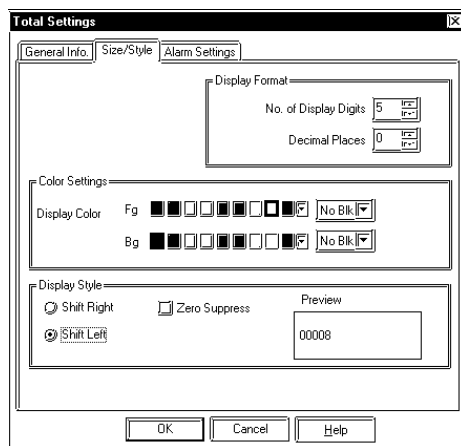 Total Settings
General Info. Size/Style Alarm Settings
Display Format
No. of Display Digits 5
Decimal Places 0
Color Settings
Display Color Fg No Blk
Bg No Blk
Display Style
Shift Right Zero Suppress Preview
Shift Left 00008
OK Cancel Help